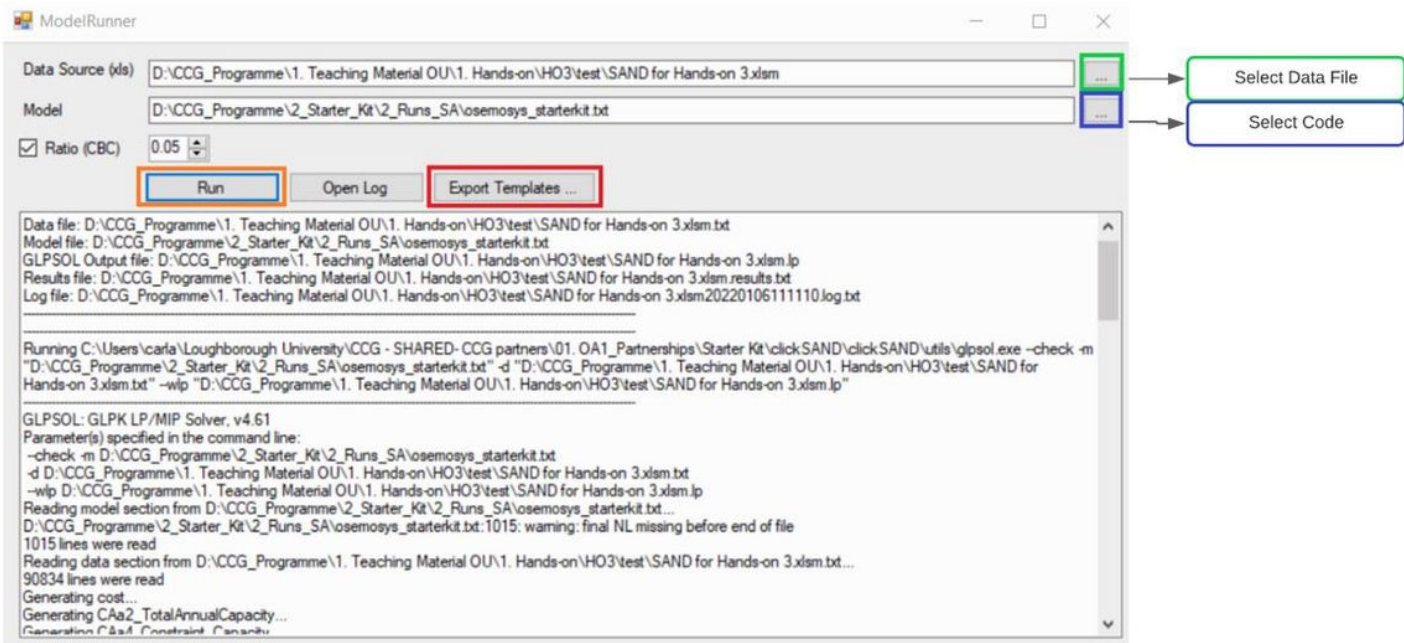 ModelRunner
Data Source (xls) D:\CCG_Programme\1. Teaching Material OU\1. Hands-on\HO3\test\SAND for Hands-on 3.xlsm ... Select Data File
Model D:\CCG_Programme\2_Starter_Kit\2_Runs_SA\osemosys_starterkit.txt ... Select Code
Ratio (CBC) 0.05
Run Open Log Export Templates ...
Data file: D:\CCG_Programme\1. Teaching Material OU\1. Hands-on\HO3\test\SAND for Hands-on 3.xlsm.txt
Model file: D:\CCG_Programme\2_Starter_Kit\2_Runs_SA\osemosys_starterkit.txt
GLPSOL Output file: D:\CCG_Programme\1. Teaching Material OU\1. Hands-on\HO3\test\SAND for Hands-on 3.xlsm.lp
Results file: D:\CCG_Programme\1. Teaching Material OU\1. Hands-on\HO3\test\SAND for Hands-on 3.xlsm.results.txt
Log file: D:\CCG_Programme\1. Teaching Material OU\1. Hands-on\HO3\test\SAND for Hands-on 3.xlsm20220106111110.log.txt
Running C:\Users\carla\Loughborough University\CCG - SHARED- CCG partners\01. OA1_Partnerships\Starter Kit\clickSAND\clickSAND\utils\glpsol.exe --check -m
"D:\CCG_Programme\2_Starter_Kit\2_Runs_SA\osemosys_starterkit.txt" -d "D:\CCG_Programme\1. Teaching Material OU\1. Hands-on\HO3\test\SAND for
Hands-on 3.xlsm.txt" --wlp "D:\CCG_Programme\1. Teaching Material OU\1. Hands-on\HO3\test\SAND for Hands-on 3.xlsm.lp"
GLPSOL: GLPK LP/MIP Solver, v4.61
Parameter(s) specified in the command line:
--check -m D:\CCG_Programme\2_Starter_Kit\2_Runs_SA\osemosys_starterkit.txt
-d D:\CCG_Programme\1. Teaching Material OU\1. Hands-on\HO3\test\SAND for Hands-on 3.xlsm.txt
--wlp D:\CCG_Programme\1. Teaching Material OU\1. Hands-on\HO3\test\SAND for Hands-on 3.xlsm.lp
Reading model section from D:\CCG_Programme\2_Starter_Kit\2_Runs_SA\osemosys_starterkit.txt...
D:\CCG_Programme\2_Starter_Kit\2_Runs_SA\osemosys_starterkit.txt:1015: warning: final NL missing before end of file
1015 lines were read
Reading data section from D:\CCG_Programme\1. Teaching Material OU\1. Hands-on\HO3\test\SAND for Hands-on 3.xlsm.txt...
90834 lines were read
Generating cost...
Generating CAa2_TotalAnnualCapacity...
Generating CAa4_Constraint_Capacity